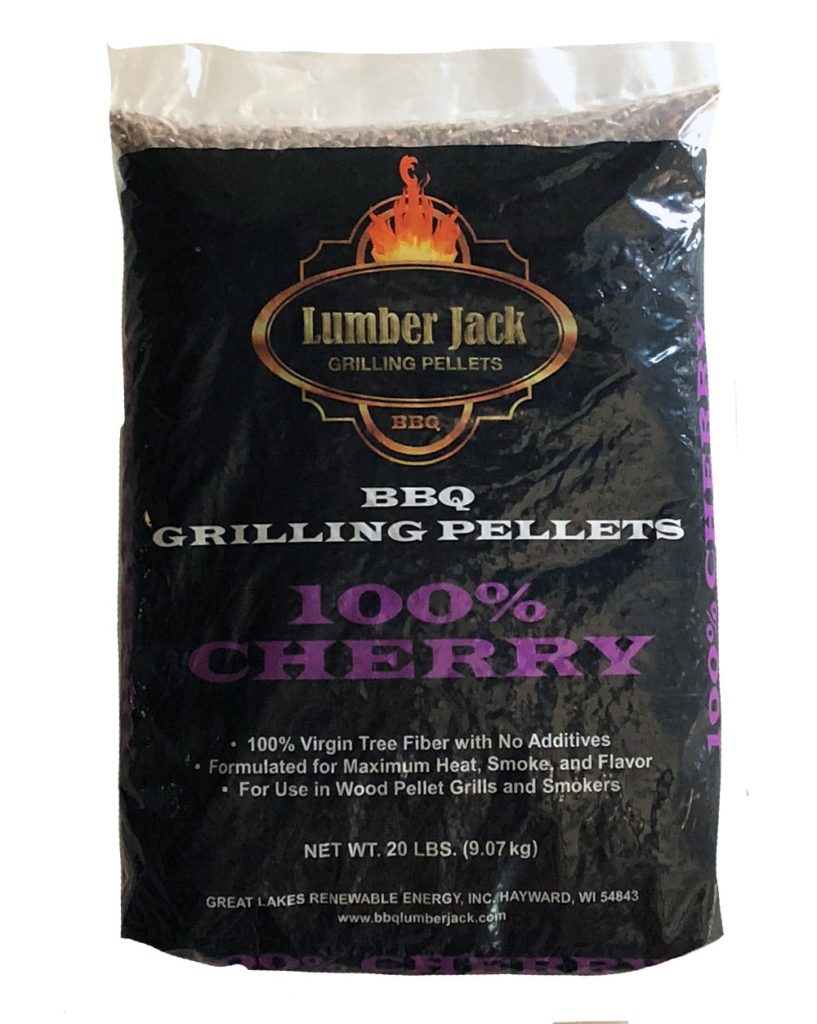 Lumber Jack
GRILLING PELLETS
BBQ
BBQ
GRILLING PELLETS
100%
CHERRY
• 100% Virgin Tree Fiber with No Additives
• Formulated for Maximum Heat, Smoke, and Flavor
• For Use in Wood Pellet Grills and Smokers
NET WT. 20 LBS. (9.07 kg)
GREAT LAKES RENEWABLE ENERGY, INC. HAYWARD, WI 54843
www.bbqlumberjack.com
100% CHERRY
100% CHERRY